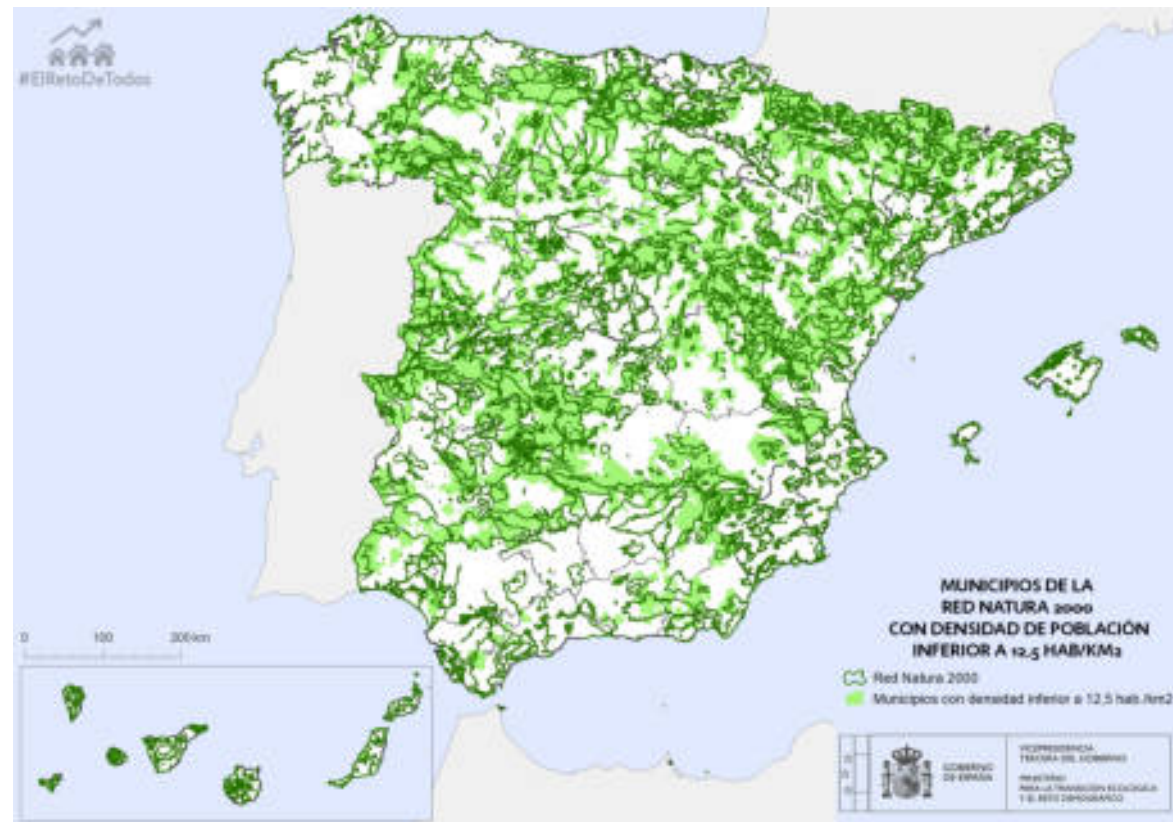 #ElRetoDeTodos
MUNICIPIOS DE LA
RED NATURA 2000
CON DENSIDAD DE POBLACIÓN
INFERIOR A 12,5 HAB/KM2
0 100 200 km
Red Natura 2000
Municipios con densidad inferior a 12,5 hab./km2
GOBIERNO
DE ESPAÑA
VICEPRESIDENCIA
TERCERA DEL GOBIERNO
MINISTERIO
PARA LA TRANSICIÓN ECOLÓGICA
Y EL RETO DEMOGRÁFICO